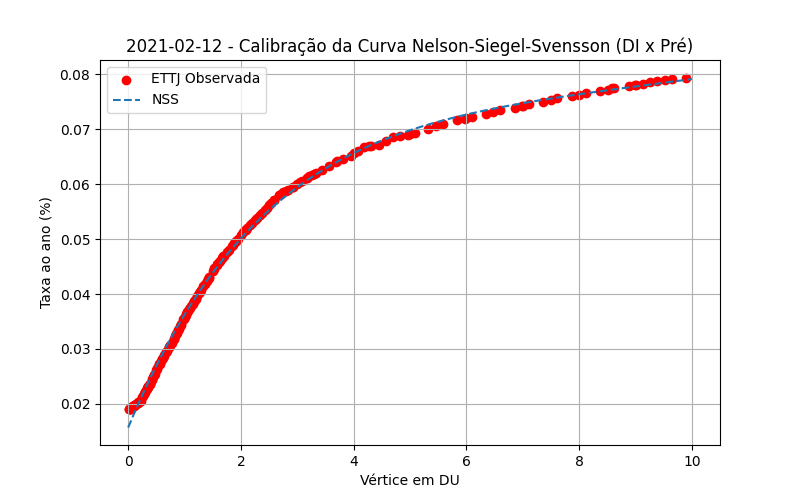 2021-02-12 - Calibração da Curva Nelson-Siegel-Svensson (DI x Pré)
ETTJ Observada
NSS
Taxa ao ano (%)
0.08
0.07
0.06
0.05
0.04
0.03
0.02
0 2 4 6 8 10
Vértice em DU